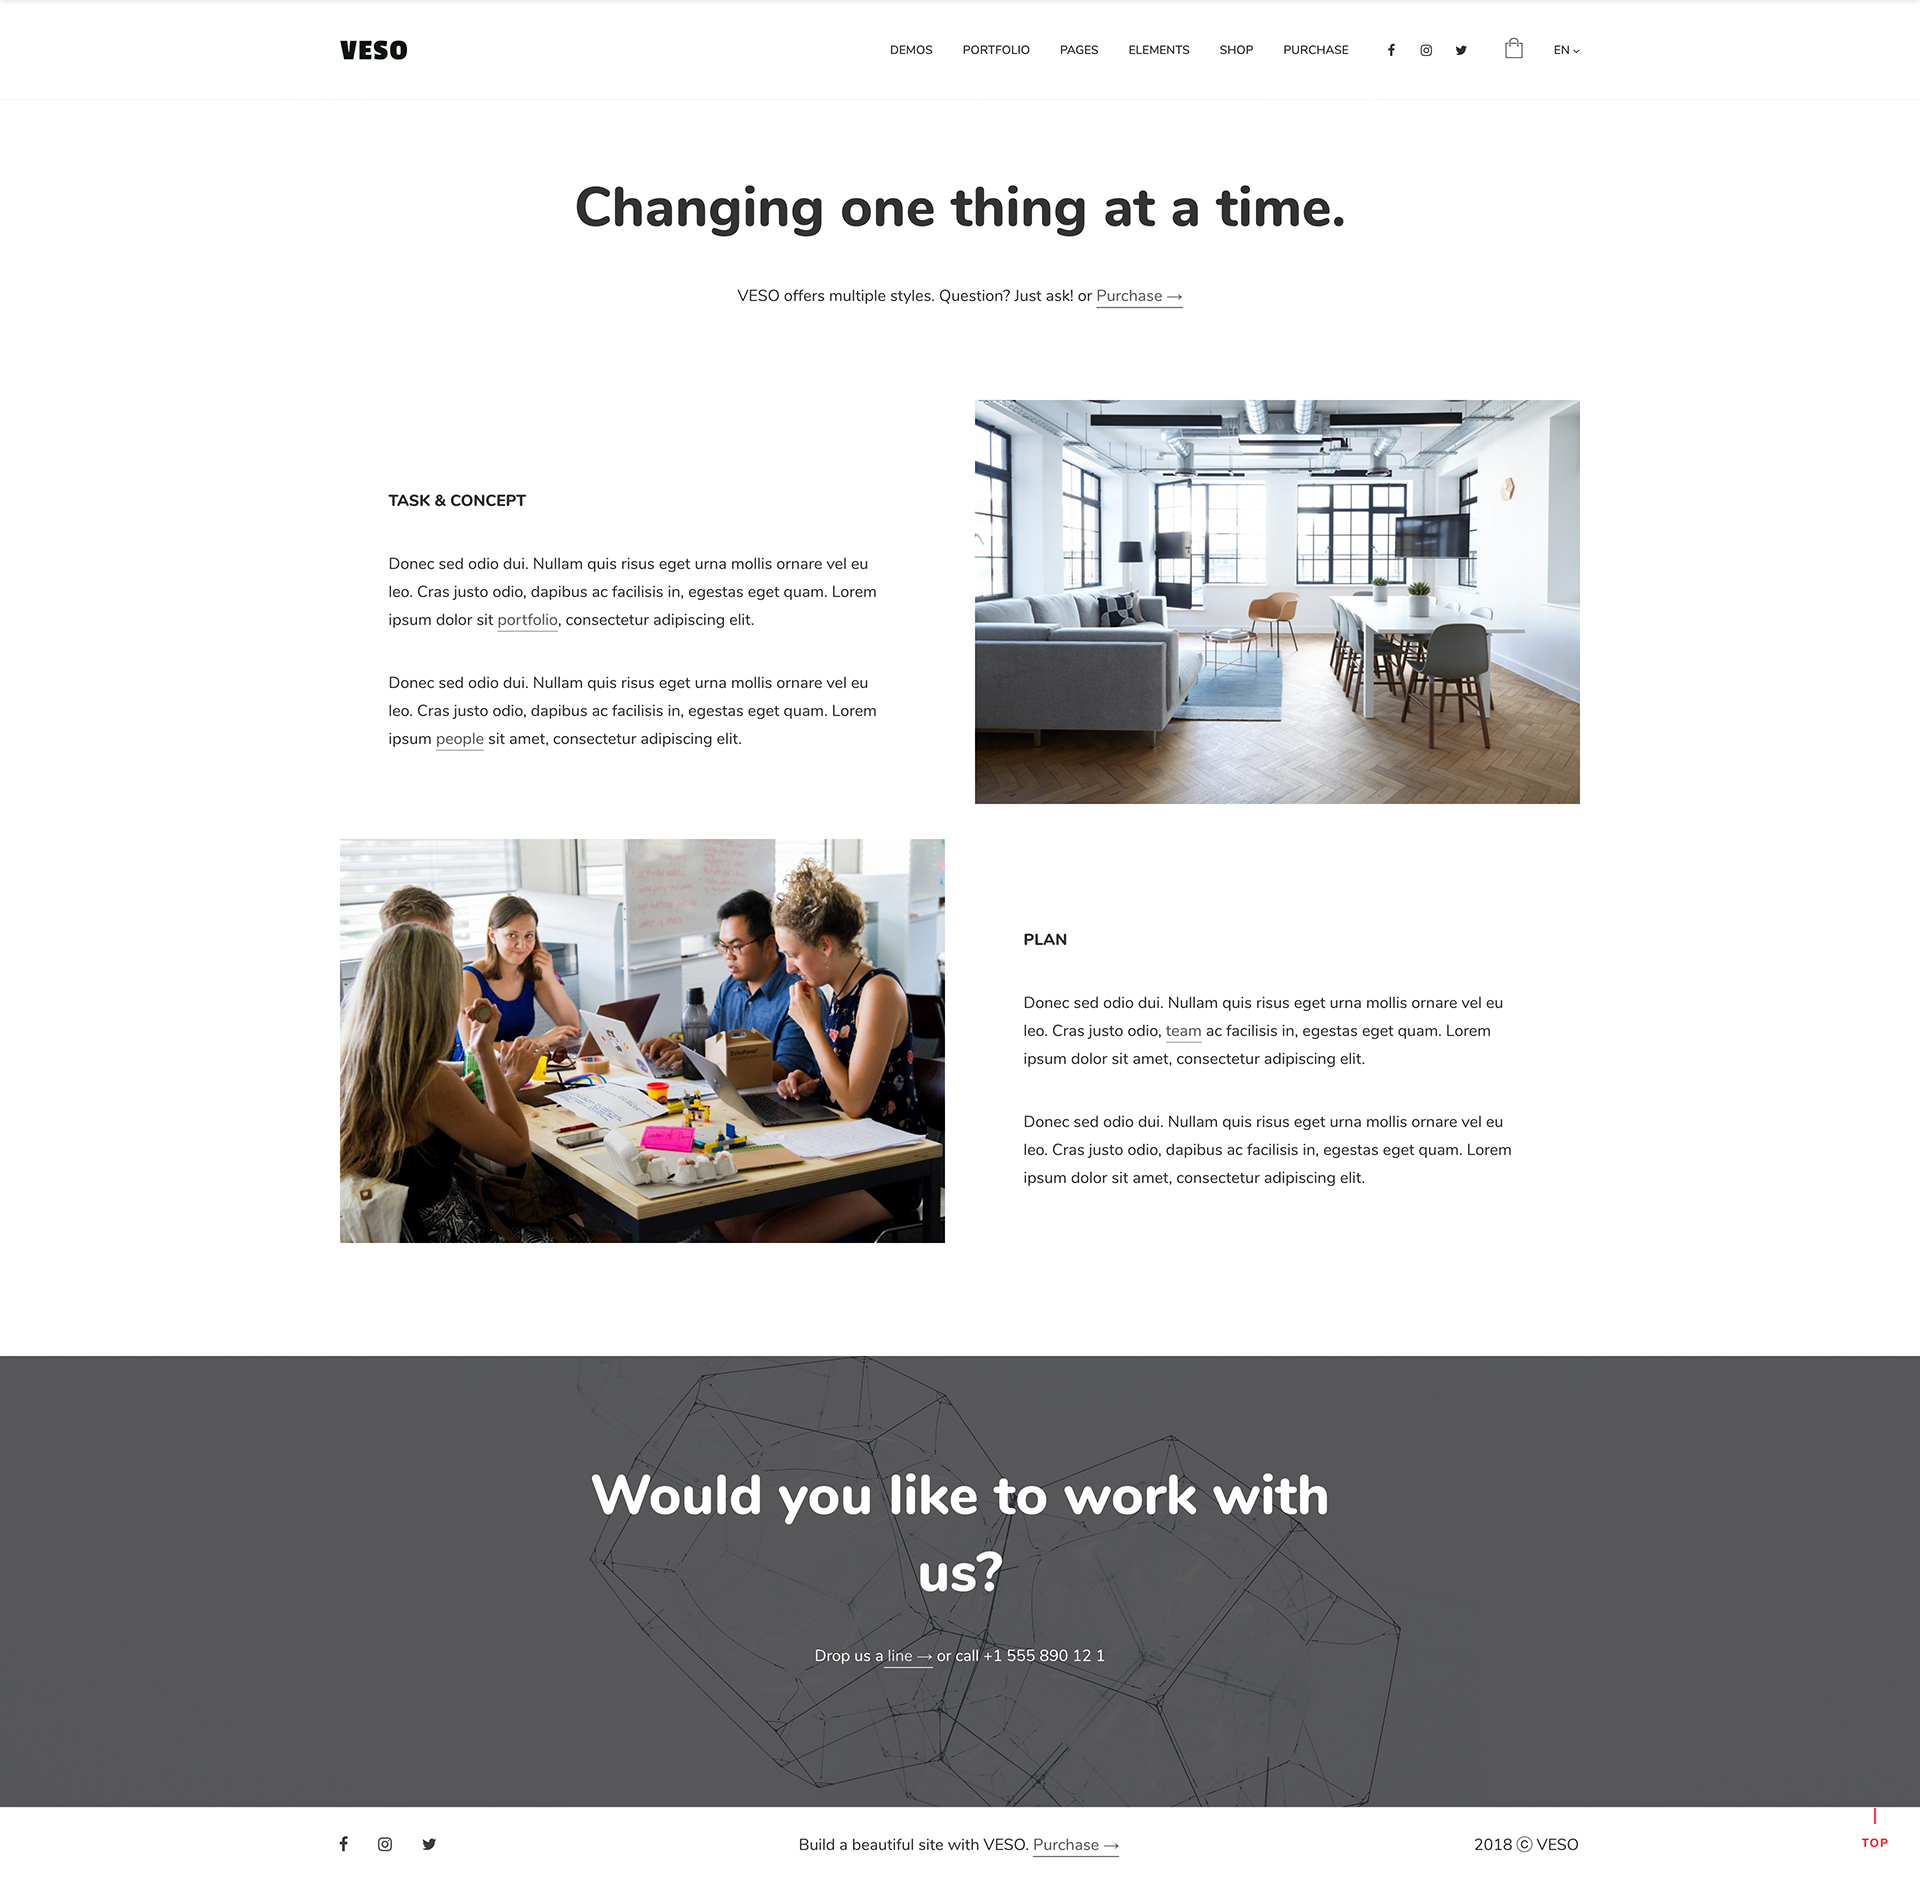 VESO
DEMOS PORTFOLIO PAGES ELEMENTS SHOP PURCHASE EN
Changing one thing at a time.
VESO offers multiple styles. Question? Just ask! or Purchase →
TASK & CONCEPT
Donec sed odio dui. Nullam quis risus eget urna mollis ornare vel eu
leo. Cras justo odio, dapibus ac facilisis in, egestas eget quam. Lorem
ipsum dolor sit portfolio, consectetur adipiscing elit.
Donec sed odio dui. Nullam quis risus eget urna mollis ornare vel eu
leo. Cras justo odio, dapibus ac facilisis in, egestas eget quam. Lorem
ipsum people sit amet, consectetur adipiscing elit.
PLAN
Donec sed odio dui. Nullam quis risus eget urna mollis ornare vel eu
leo. Cras justo odio, team ac facilisis in, egestas eget quam. Lorem
ipsum dolor sit amet, consectetur adipiscing elit.
Donec sed odio dui. Nullam quis risus eget urna mollis ornare vel eu
leo. Cras justo odio, dapibus ac facilisis in, egestas eget quam. Lorem
ipsum dolor sit amet, consectetur adipiscing elit.
Would you like to work with
us?
Drop us a line → or call +1 555 890 12 1
Build a beautiful site with VESO. Purchase →
2018 ⓒ VESO
TOP